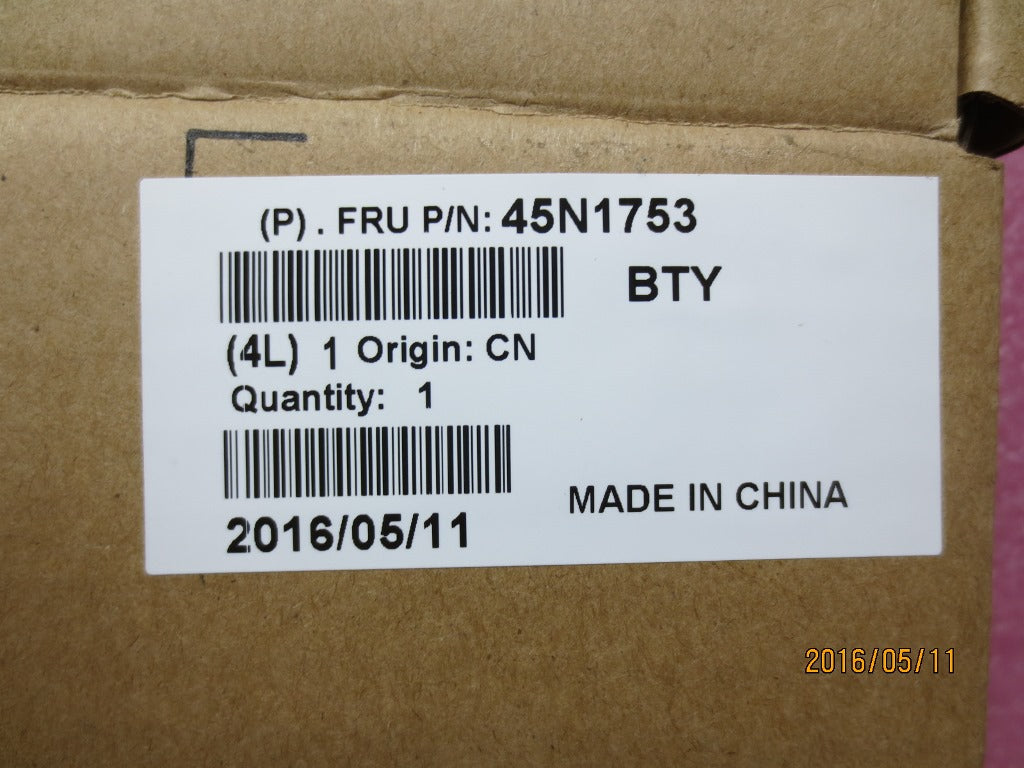 (P) . FRU P/N: 45N1753
BTY
(4L) 1 Origin: CN
Quantity: 1
MADE IN CHINA
2016/05/11
2016/05/11